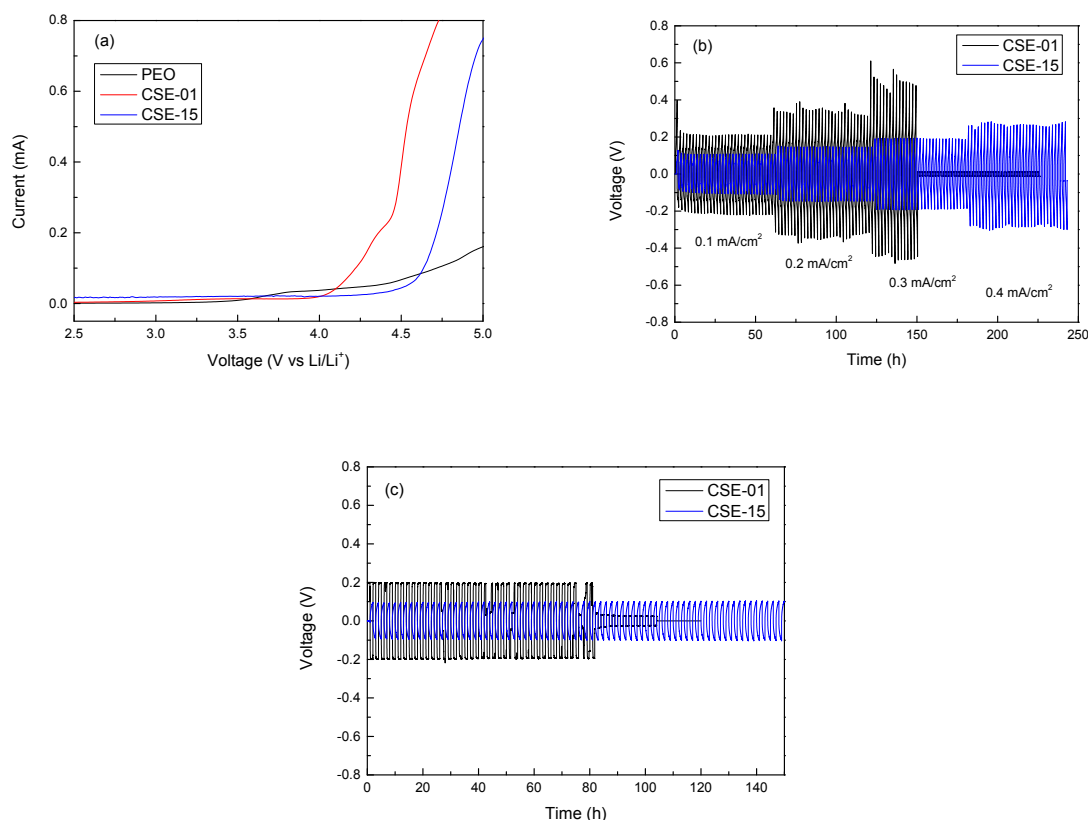 (a)
PEO
CSE-01
CSE-15
0.8
0.6
0.4
0.2
0.0
Current (mA)
2.5 3.0 3.5 4.0 4.5 5.0
Voltage (V vs Li/Li⁺)
(b)
CSE-01
CSE-15
0.8
0.6
0.4
0.2
0.0
-0.2
-0.4
-0.6
-0.8
Voltage (V)
0.1 mA/cm²
0.2 mA/cm²
0.3 mA/cm²
0.4 mA/cm²
0 50 100 150 200 250
Time (h)
(c)
CSE-01
CSE-15
0.8
0.6
0.4
0.2
0.0
-0.2
-0.4
-0.6
-0.8
Voltage (V)
0 20 40 60 80 100 120 140
Time (h)